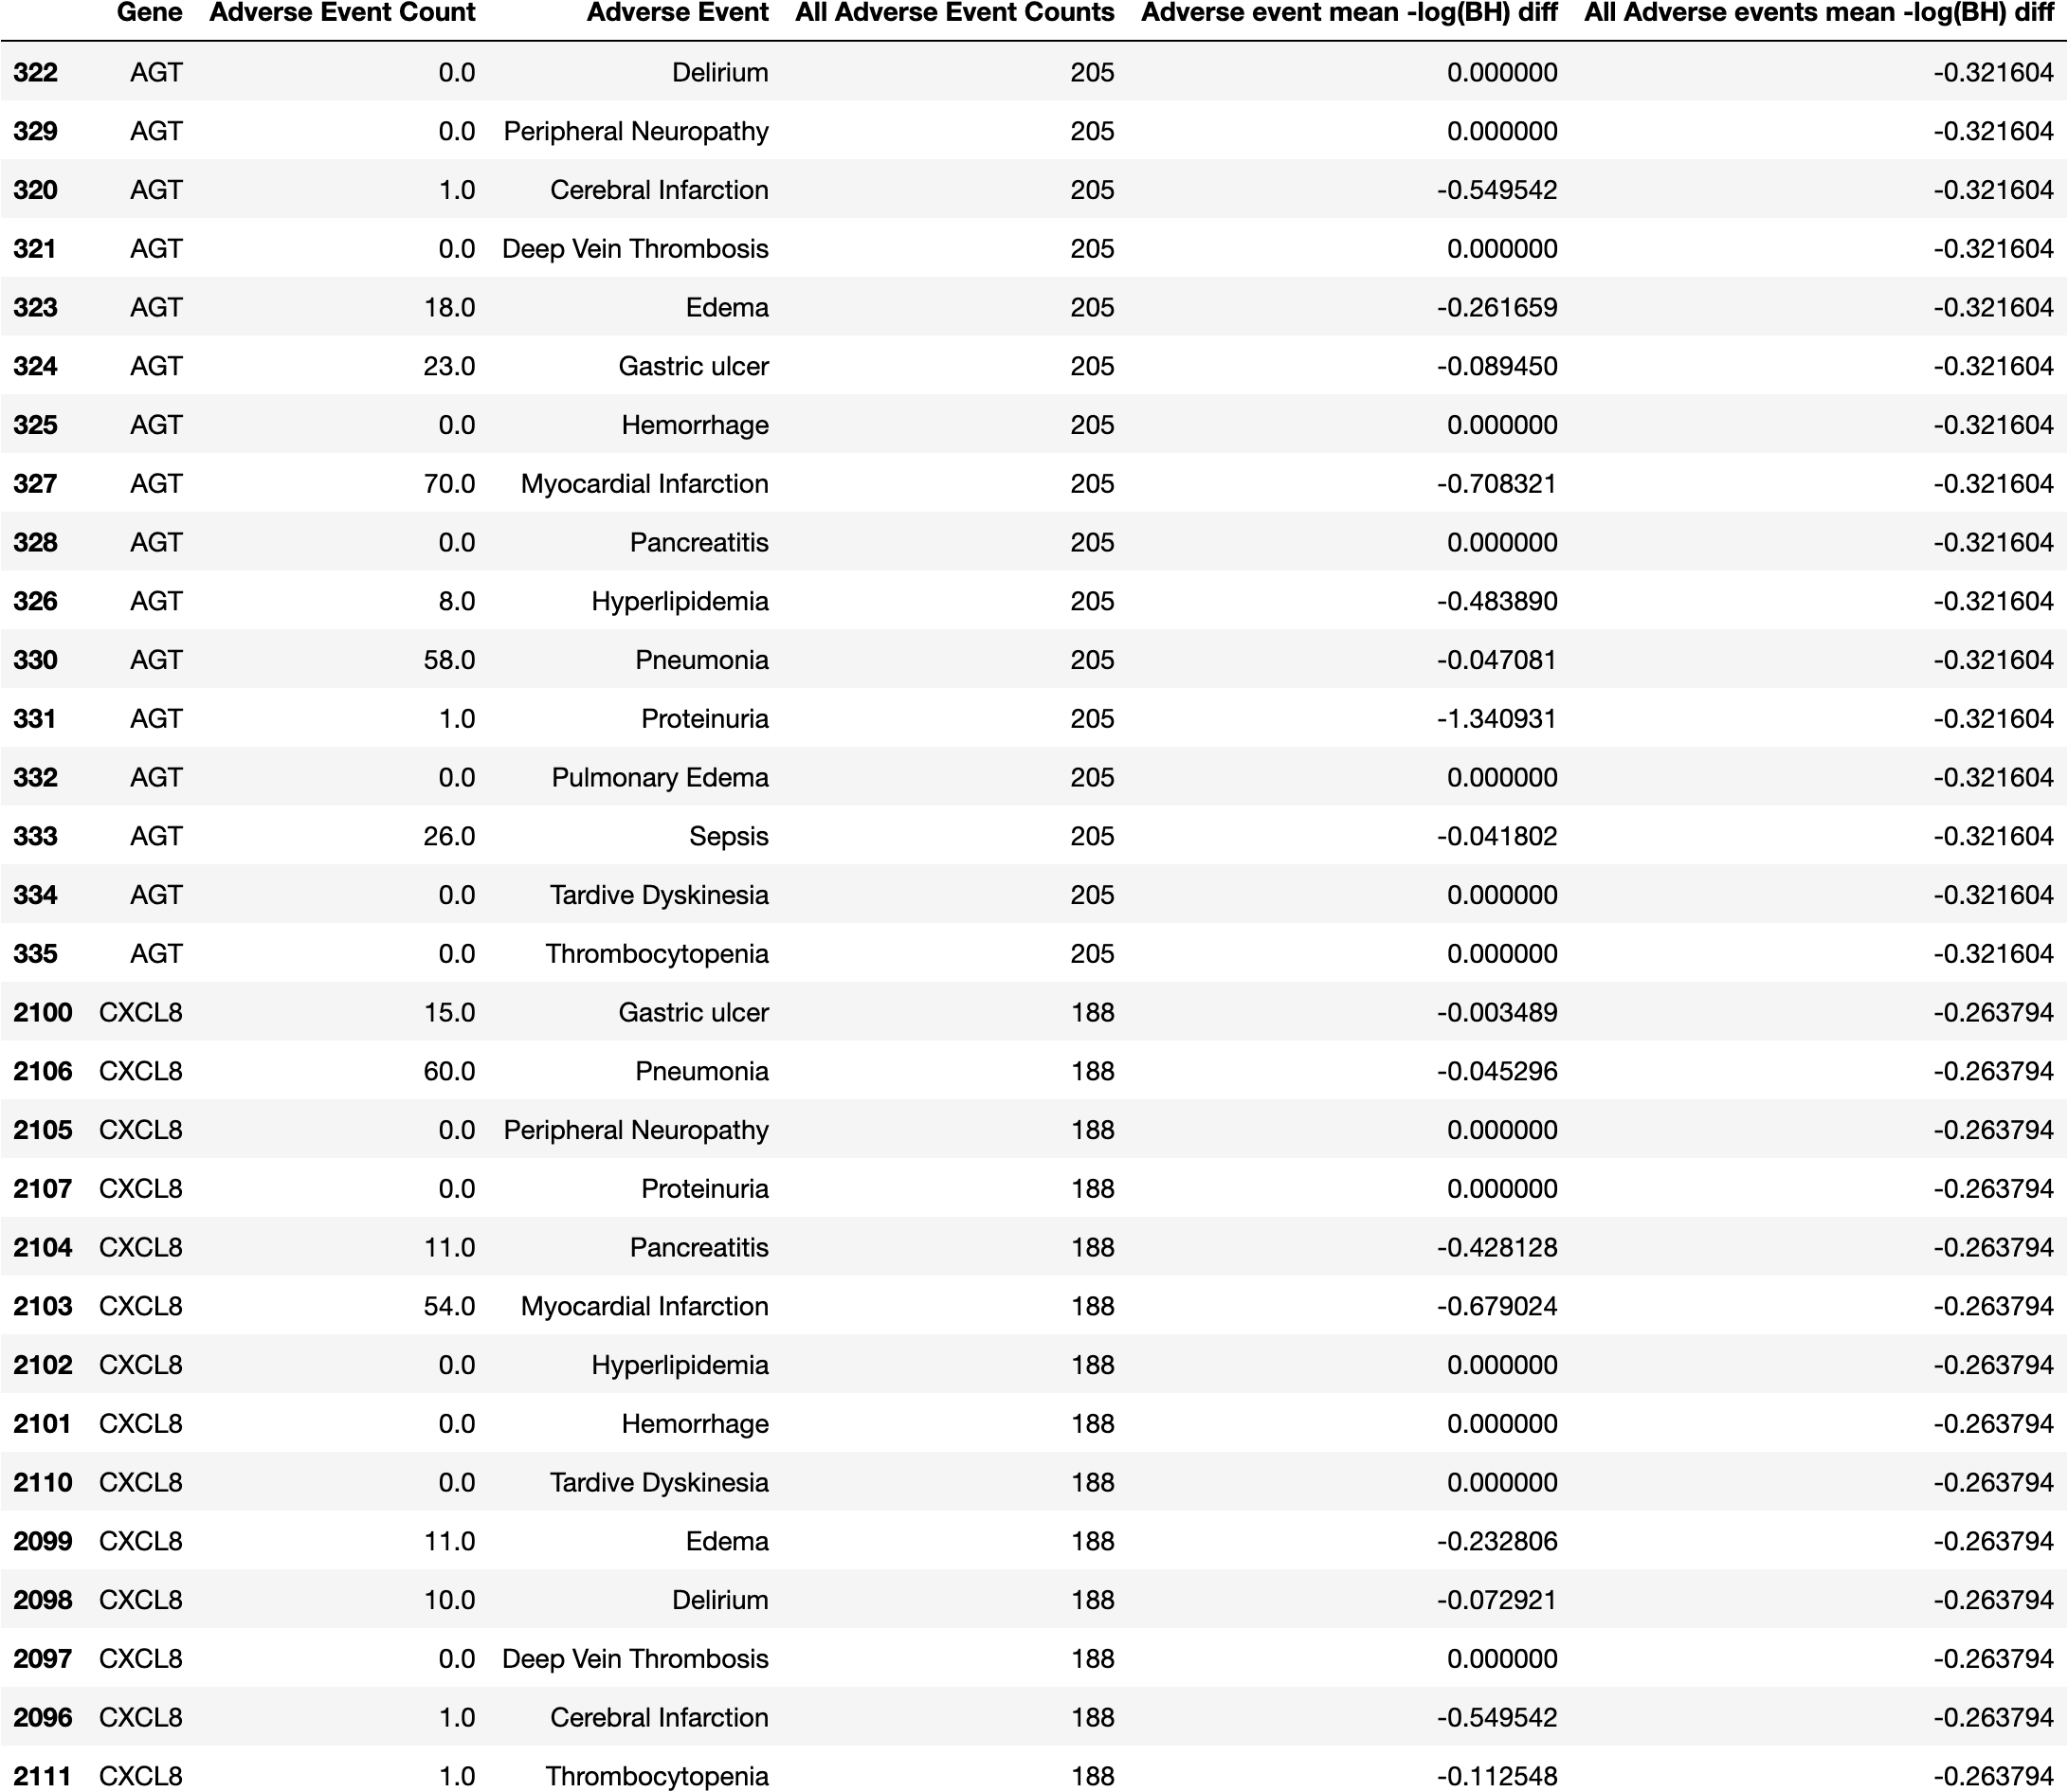 Gene Adverse Event Count Adverse Event All Adverse Event Counts Adverse event mean -log(BH) diff All Adverse events mean -log(BH) diff
322 AGT 0.0 Delirium 205 0.000000 -0.321604
329 AGT 0.0 Peripheral Neuropathy 205 0.000000 -0.321604
320 AGT 1.0 Cerebral Infarction 205 -0.549542 -0.321604
321 AGT 0.0 Deep Vein Thrombosis 205 0.000000 -0.321604
323 AGT 18.0 Edema 205 -0.261659 -0.321604
324 AGT 23.0 Gastric ulcer 205 -0.089450 -0.321604
325 AGT 0.0 Hemorrhage 205 0.000000 -0.321604
327 AGT 70.0 Myocardial Infarction 205 -0.708321 -0.321604
328 AGT 0.0 Pancreatitis 205 0.000000 -0.321604
326 AGT 8.0 Hyperlipidemia 205 -0.483890 -0.321604
330 AGT 58.0 Pneumonia 205 -0.047081 -0.321604
331 AGT 1.0 Proteinuria 205 -1.340931 -0.321604
332 AGT 0.0 Pulmonary Edema 205 0.000000 -0.321604
333 AGT 26.0 Sepsis 205 -0.041802 -0.321604
334 AGT 0.0 Tardive Dyskinesia 205 0.000000 -0.321604
335 AGT 0.0 Thrombocytopenia 205 0.000000 -0.321604
2100 CXCL8 15.0 Gastric ulcer 188 -0.003489 -0.263794
2106 CXCL8 60.0 Pneumonia 188 -0.045296 -0.263794
2105 CXCL8 0.0 Peripheral Neuropathy 188 0.000000 -0.263794
2107 CXCL8 0.0 Proteinuria 188 0.000000 -0.263794
2104 CXCL8 11.0 Pancreatitis 188 -0.428128 -0.263794
2103 CXCL8 54.0 Myocardial Infarction 188 -0.679024 -0.263794
2102 CXCL8 0.0 Hyperlipidemia 188 0.000000 -0.263794
2101 CXCL8 0.0 Hemorrhage 188 0.000000 -0.263794
2110 CXCL8 0.0 Tardive Dyskinesia 188 0.000000 -0.263794
2099 CXCL8 11.0 Edema 188 -0.232806 -0.263794
2098 CXCL8 10.0 Delirium 188 -0.072921 -0.263794
2097 CXCL8 0.0 Deep Vein Thrombosis 188 0.000000 -0.263794
2096 CXCL8 1.0 Cerebral Infarction 188 -0.549542 -0.263794
2111 CXCL8 1.0 Thrombocytopenia 188 -0.112548 -0.263794